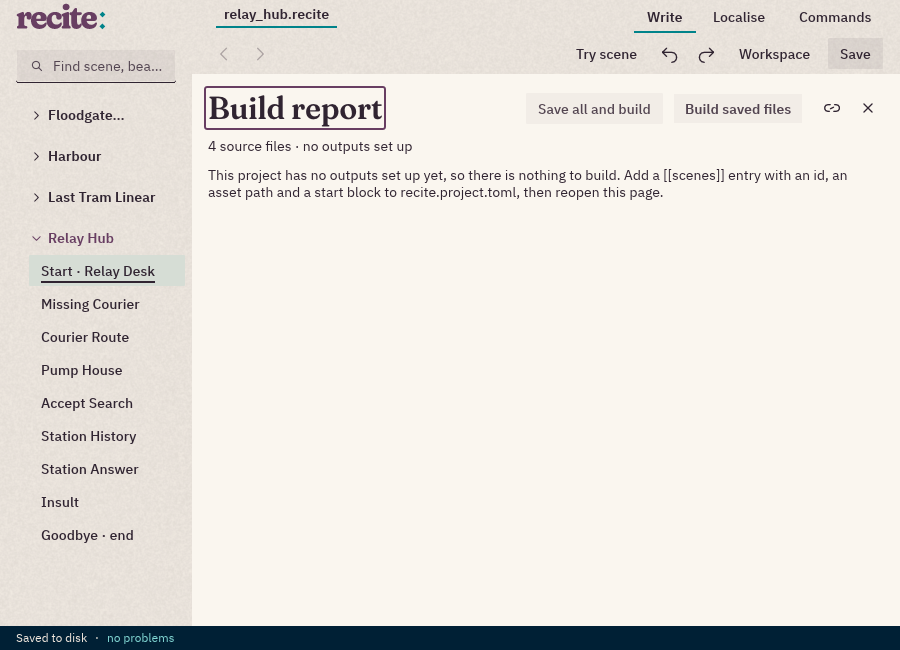 recite:
relay_hub.recite
Write
Localise
Commands
Find scene, bea...
Try scene
Workspace
Save
Floodgate...
Harbour
Last Tram Linear
Relay Hub
Start · Relay Desk
Missing Courier
Courier Route
Pump House
Accept Search
Station History
Station Answer
Insult
Goodbye · end
Build report
Save all and build
Build saved files
4 source files · no outputs set up
This project has no outputs set up yet, so there is nothing to build. Add a [[scenes]] entry with an id, an
asset path and a start block to recite.project.toml, then reopen this page.
Saved to disk · no problems